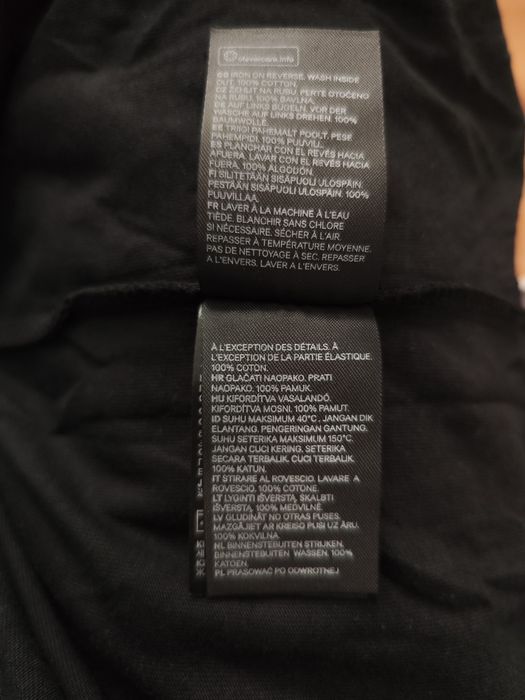 clevercare.info
GB IRON ON REVERSE. WASH INSIDE
OUT. 100% COTTON.
CZ ŽEHLIT NA RUBU. PERTE OTOČENO
NA RUBU. 100% BAVLNA.
DE AUF LINKS BÜGELN. VOR DER
WÄSCHE AUF LINKS DREHEN. 100%
BAUMWOLLE.
EE TRIIGI PAHEMALT POOLT. PESE
PAHEMPIDI. 100% PUUVILL.
ES PLANCHAR CON EL REVÉS HACIA
AFUERA. LAVAR CON EL REVÉS HACIA
FUERA. 100% ALGODÓN.
FI SILITETÄÄN SISÄPUOLI ULOSPÄIN.
PESTÄÄN SISÄPUOLI ULOSPÄIN. 100%
PUUVILLAA.
FR LAVER À LA MACHINE À L'EAU
TIÈDE. BLANCHIR SANS CHLORE
SI NÉCESSAIRE. SÉCHER À L'AIR.
REPASSER À TEMPÉRATURE MOYENNE.
PAS DE NETTOYAGE À SEC. REPASSER
À L'ENVERS. LAVER À L'ENVERS.
À L'EXCEPTION DES DÉTAILS. À
L'EXCEPTION DE LA PARTIE ÉLASTIQUE.
100% COTON.
HR GLAČATI NAOPAKO. PRATI
NAOPAKO. 100% PAMUK.
HU KIFORDÍTVA VASALANDÓ.
KIFORDÍTVA MOSNI. 100% PAMUT.
ID SUHU MAKSIMUM 40°C. JANGAN DIK
ELANTANG. PENGERINGAN GANTUNG.
SUHU SETERIKA MAKSIMUM 150°C.
JANGAN CUCI KERING. SETERIKA
SECARA TERBALIK. CUCI TERBALIK.
100% KATUN.
IT STIRARE AL ROVESCIO. LAVARE A
ROVESCIO. 100% COTONE.
LT LYGINTI IŠVERSTĄ. SKALBTI
IŠVERSTĄ. 100% MEDVILNĖ.
LV GLUDINĀT NO OTRAS PUSES.
MAZGĀJIET AR KREISO PUSI UZ ĀRU.
100% KOKVILNA.
NL BINNENSTEBUITEN STRIJKEN.
BINNENSTEBUITEN WASSEN. 100%
KATOEN.
PL PRASOWAĆ PO ODWROTNEJ